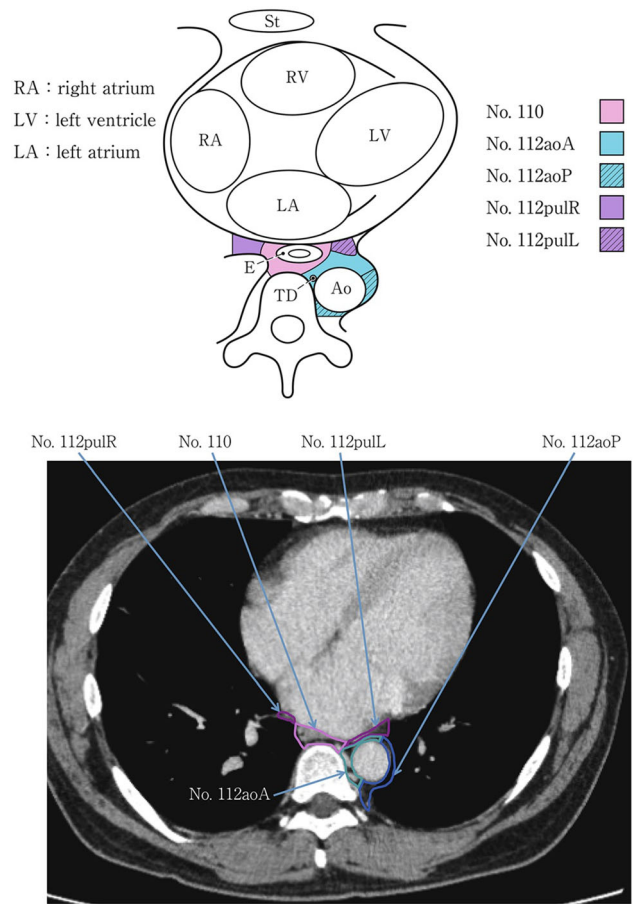 St
RV
RA：right atrium
LV：left ventricle
LA：left atrium
RA
LV
LA
No. 110
No. 112aoA
No. 112aoP
No. 112pulR
No. 112pulL
E
TD
Ao
No. 112pulR No. 110 No. 112pulL No. 112aoP
No. 112aoA